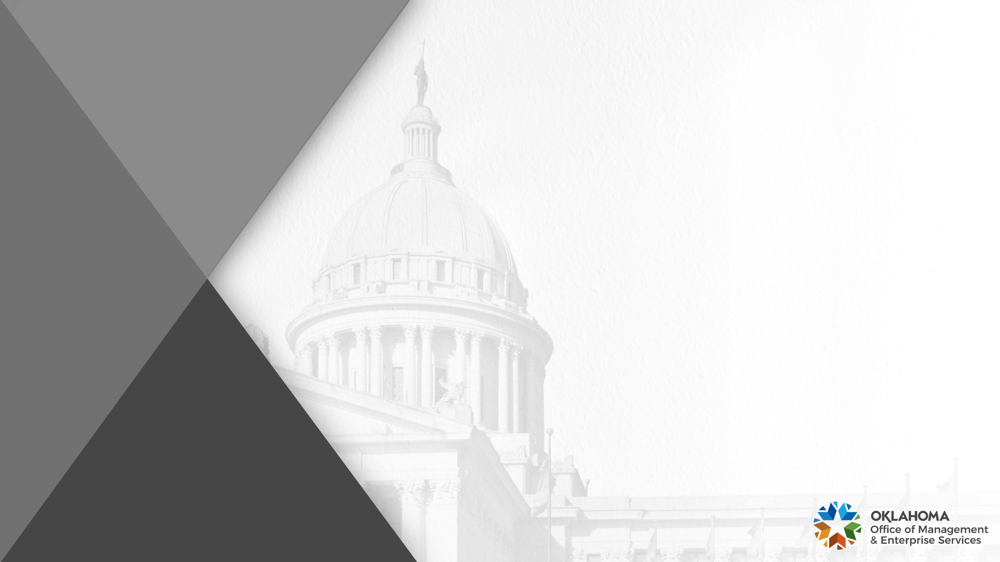 OKLAHOMA
Office of Management
& Enterprise Services